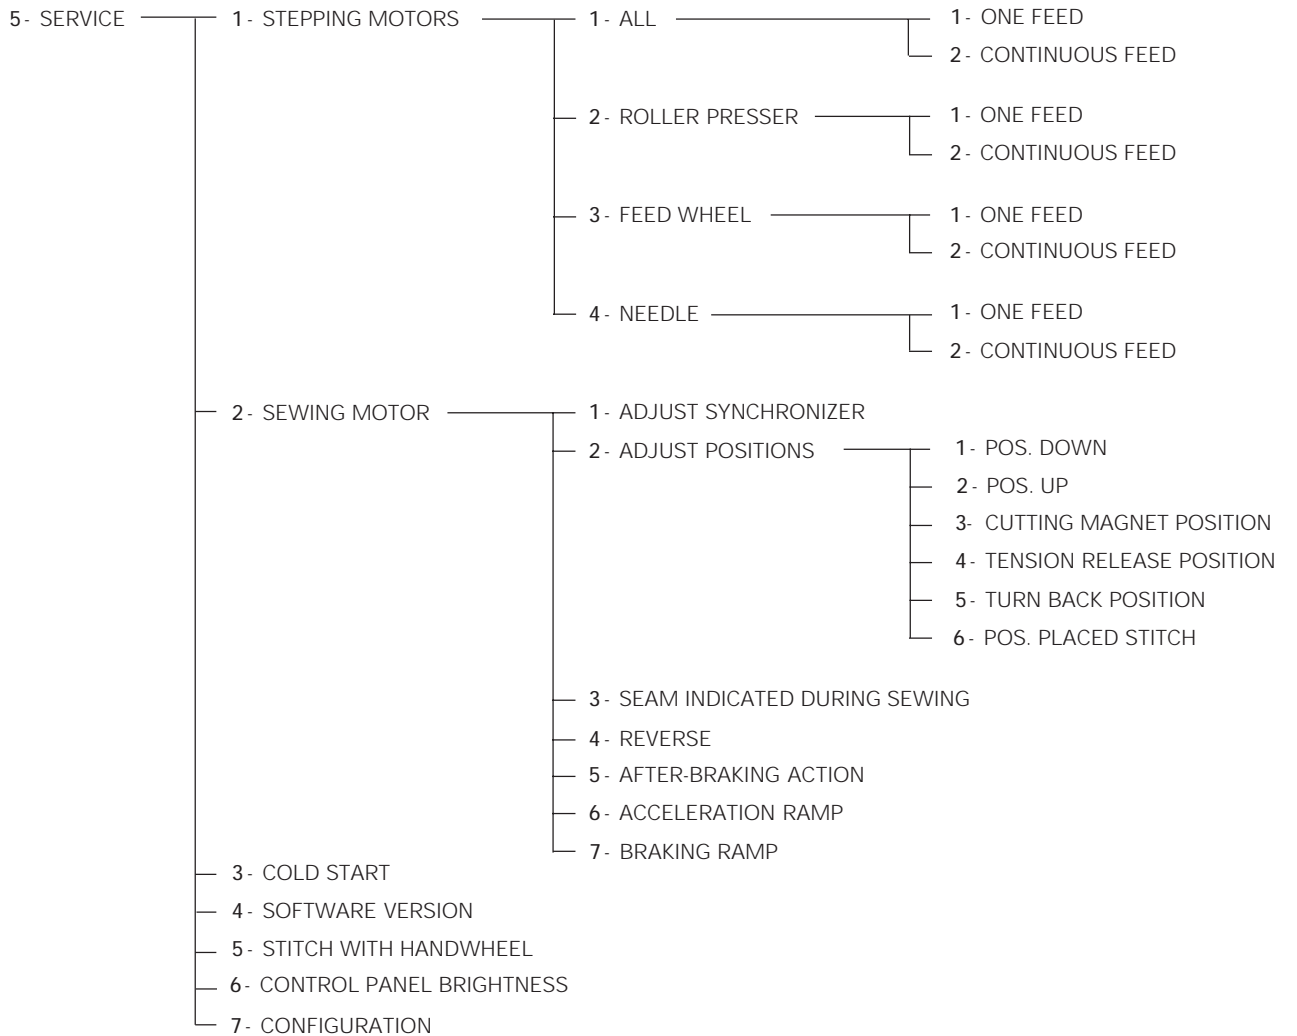 5- SERVICE 1- STEPPING MOTORS 1- ALL 1- ONE FEED
2- CONTINUOUS FEED
2- ROLLER PRESSER 1- ONE FEED
2- CONTINUOUS FEED
3- FEED WHEEL 1- ONE FEED
2- CONTINUOUS FEED
4- NEEDLE 1- ONE FEED
2- CONTINUOUS FEED
2- SEWING MOTOR 1- ADJUST SYNCHRONIZER
2- ADJUST POSITIONS 1- POS. DOWN
2- POS. UP
3- CUTTING MAGNET POSITION
4- TENSION RELEASE POSITION
5- TURN BACK POSITION
6- POS. PLACED STITCH
3- SEAM INDICATED DURING SEWING
4- REVERSE
5- AFTER-BRAKING ACTION
6- ACCELERATION RAMP
7- BRAKING RAMP
3- COLD START
4- SOFTWARE VERSION
5- STITCH WITH HANDWHEEL
6- CONTROL PANEL BRIGHTNESS
7- CONFIGURATION